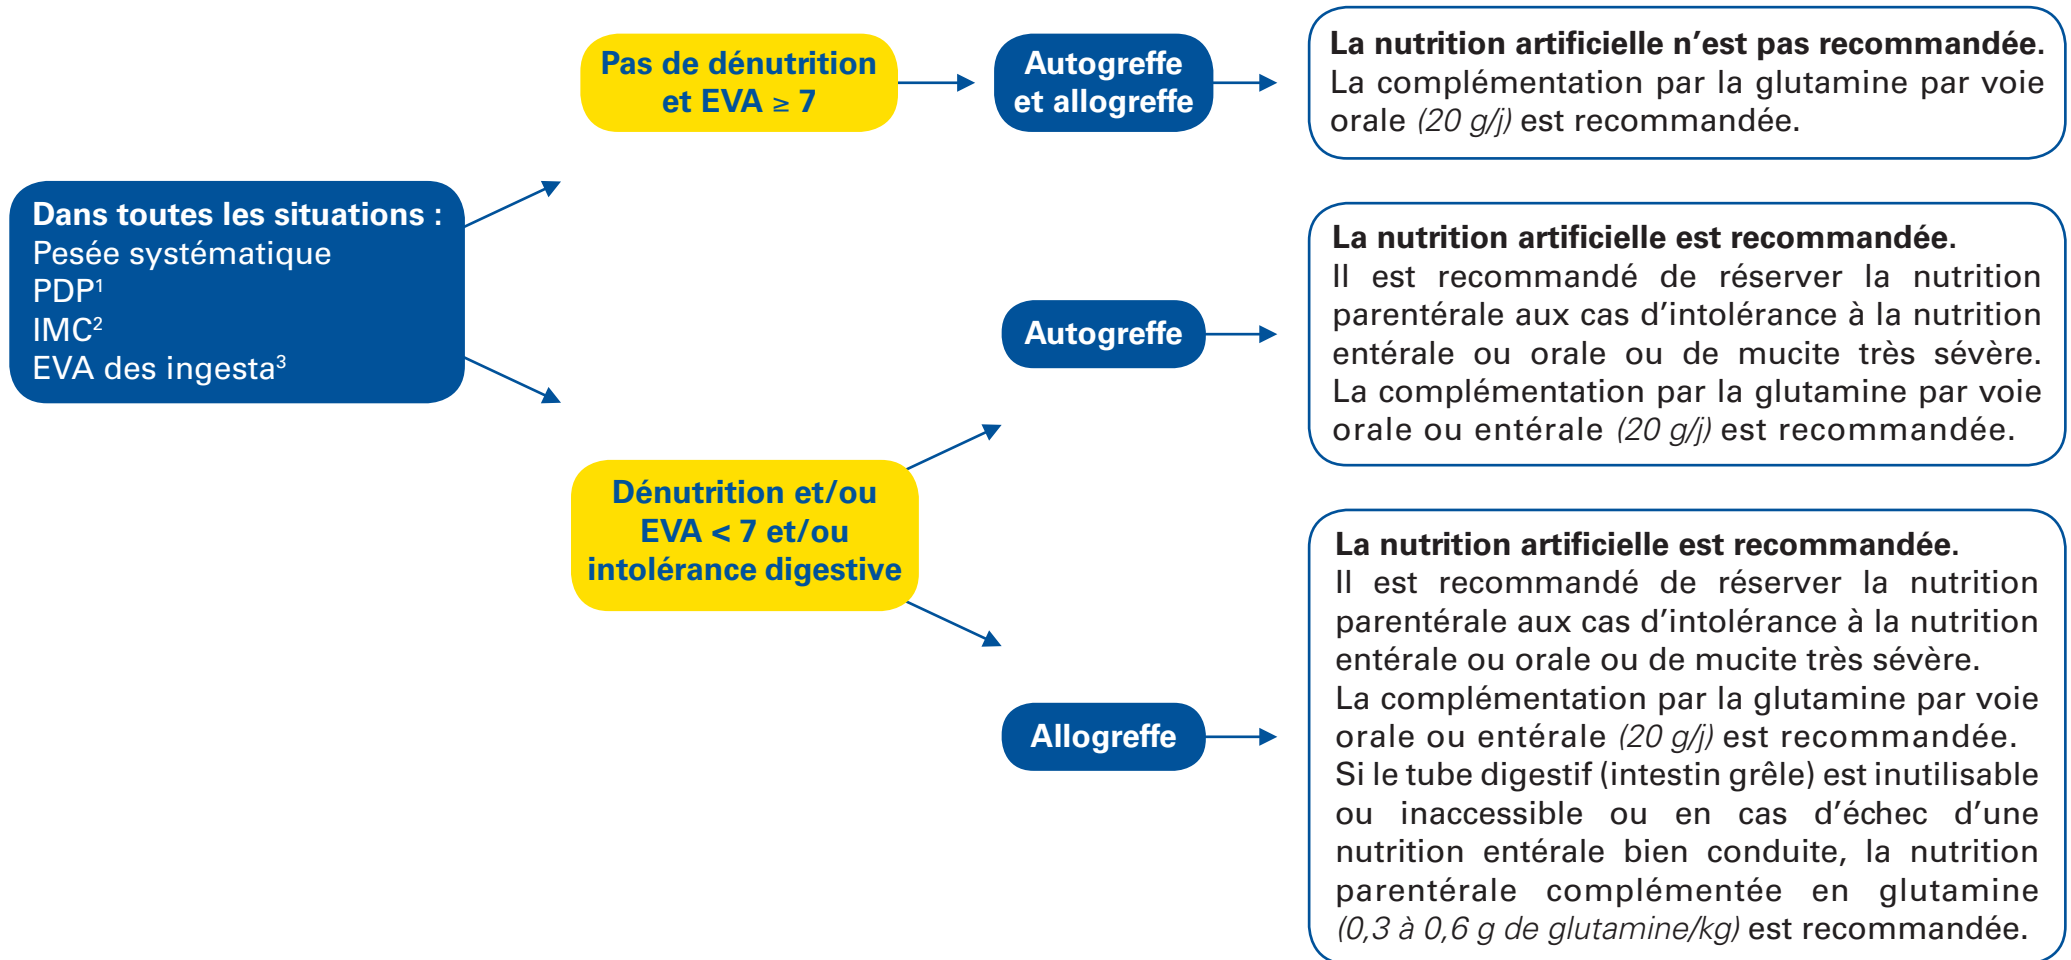 Dans toutes les situations :
Pesée systématique
PDP¹
IMC²
EVA des ingesta³
Pas de dénutrition
et EVA ≥ 7
Autogreffe
et allogreffe
La nutrition artificielle n’est pas recommandée.
La complémentation par la glutamine par voie
orale (20 g/j) est recommandée.
Dénutrition et/ou
EVA < 7 et/ou
intolérance digestive
Autogreffe
La nutrition artificielle est recommandée.
Il est recommandé de réserver la nutrition
parentérale aux cas d’intolérance à la nutrition
entérale ou orale ou de mucite très sévère.
La complémentation par la glutamine par voie
orale ou entérale (20 g/j) est recommandée.
Allogreffe
La nutrition artificielle est recommandée.
Il est recommandé de réserver la nutrition
parentérale aux cas d’intolérance à la nutrition
entérale ou orale ou de mucite très sévère.
La complémentation par la glutamine par voie
orale ou entérale (20 g/j) est recommandée.
Si le tube digestif (intestin grêle) est inutilisable
ou inaccessible ou en cas d’échec d’une
nutrition entérale bien conduite, la nutrition
parentérale complémentée en glutamine
(0,3 à 0,6 g de glutamine/kg) est recommandée.